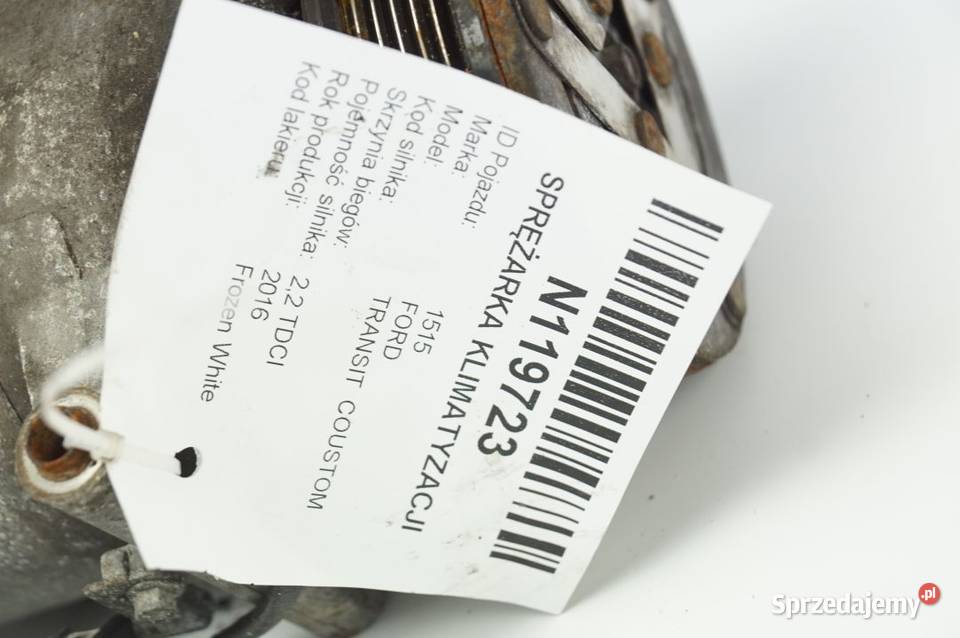 N119723
SPRĘŻARKA KLIMATYZACJI
ID Pojazdu: 1515
Marka: FORD
Model: TRANSIT COUSTOM
Kod silnika:
Skrzynia biegów:
Pojemność silnika: 2.2 TDCI
Rok produkcji: 2016
Kod lakieru: Frozen White
Sprzedajemy.pl